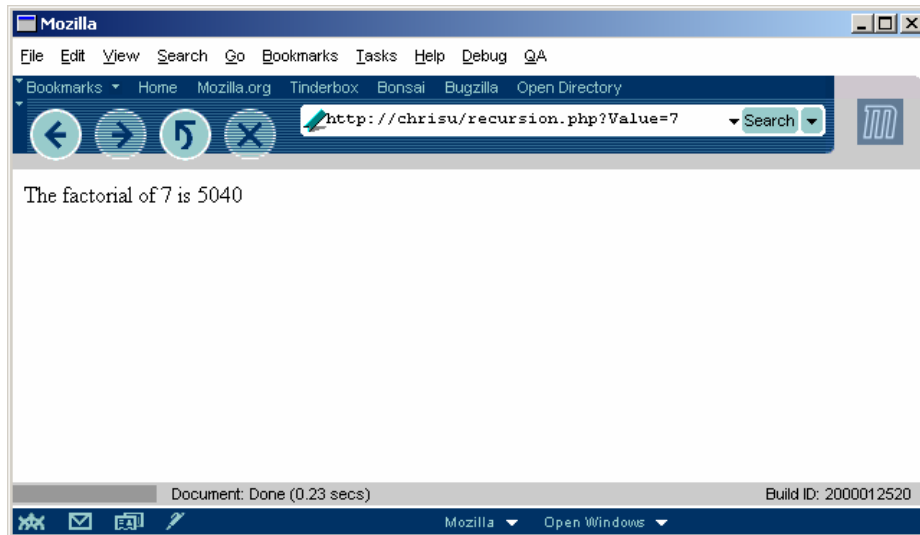 Mozilla
File Edit View Search Go Bookmarks Tasks Help Debug QA
Bookmarks Home Mozilla.org Tinderbox Bonsai Bugzilla Open Directory
http://chrisu/recursion.php?Value=7 Search
The factorial of 7 is 5040
Document: Done (0.23 secs) Build ID: 2000012520
Mozilla Open Windows